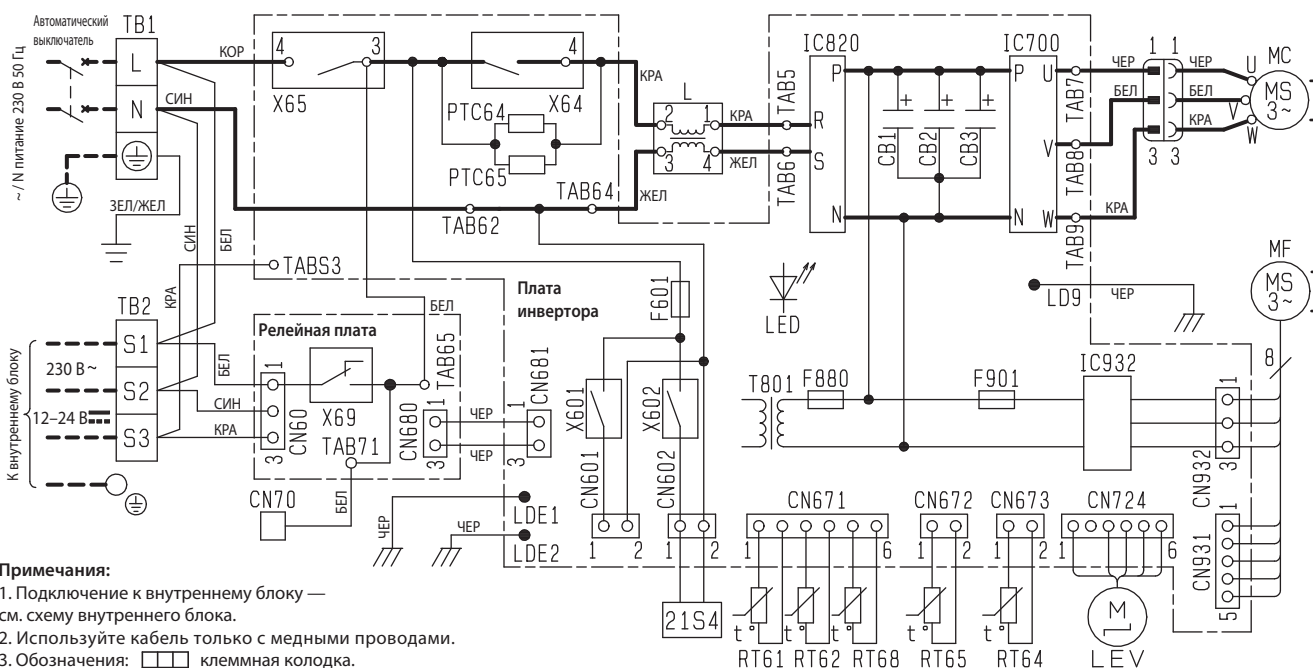 Автоматический
выключатель
TB1
~ / N питание 230 В 50 Гц
L
N
КОР
СИН
ЗЕЛ/ЖЕЛ
СИН
БЕЛ
КРА
4
3
X65
4
X64
PTC64
PTC65
TAB62
TAB64
КРА
ЖЕЛ
L
2
1
3
4
КРА
ЖЕЛ
TAB5
TAB6
IC820
P
R
S
N
CB1
+
CB2
+
CB3
+
IC700
P
U
V
N
W
TAB7
TAB8
TAB9
ЧЕР
БЕЛ
КРА
1
1
3
3
ЧЕР
БЕЛ
КРА
U
V
W
MC
MS
3~
TABS3
TB2
S1
S2
S3
К внутреннему блоку
230 В ~
12–24 В
Релейная плата
БЕЛ
СИН
КРА
1
3
CN60
X69
TAB71
TAB65
БЕЛ
CN680
1
3
ЧЕР
ЧЕР
CN681
1
3
CN70
БЕЛ
Плата
инвертора
F601
X601
X602
CN601
1
2
CN602
1
2
21S4
ЧЕР
LDE1
ЧЕР
LDE2
LED
LD9
ЧЕР
MF
MS
3~
8
T801
F880
F901
IC932
1
3
CN932
CN931
1
5
CN671
1
6
CN672
1
2
CN673
1
2
CN724
1
6
t°
RT61
t°
RT62
t°
RT68
t°
RT65
t°
RT64
M
LEV
Примечания:
1. Подключение к внутреннему блоку —
см. схему внутреннего блока.
2. Используйте кабель только с медными проводами.
3. Обозначения: клеммная колодка.